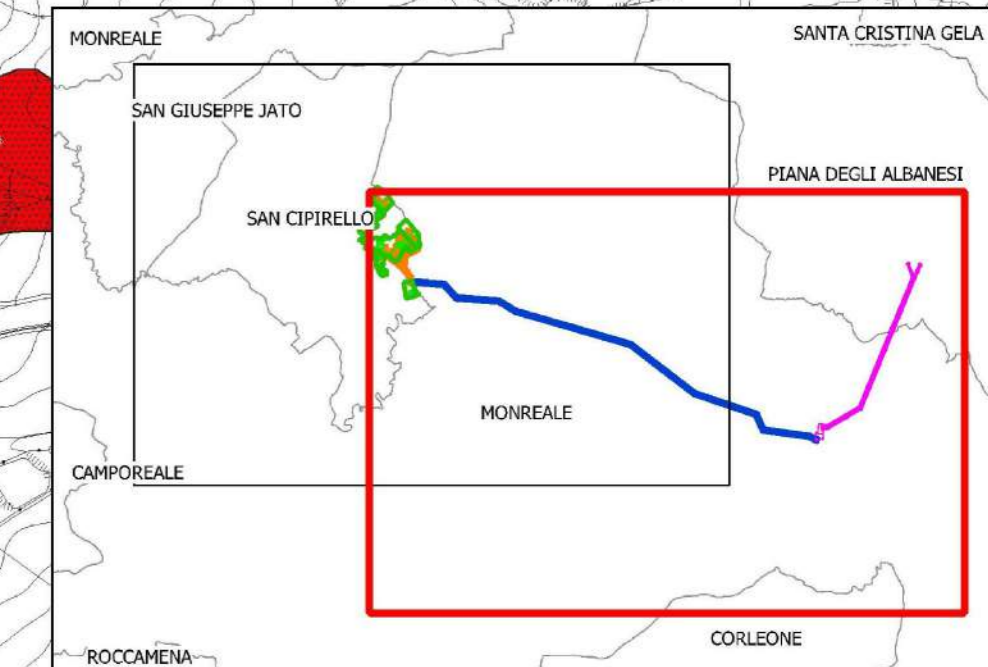 SANTA CRISTINA GELA
MONREALE
SAN GIUSEPPE JATO
PIANA DEGLI ALBANESI
SAN CIPIRELLO
MONREALE
CAMPOREALE
CORLEONE
ROCCAMENA